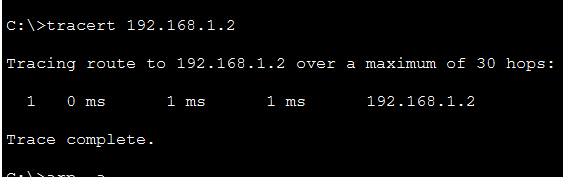 C:\>tracert 192.168.1.2
Tracing route to 192.168.1.2 over a maximum of 30 hops:
1 0 ms 1 ms 1 ms 192.168.1.2
Trace complete.
C:\>arp -a